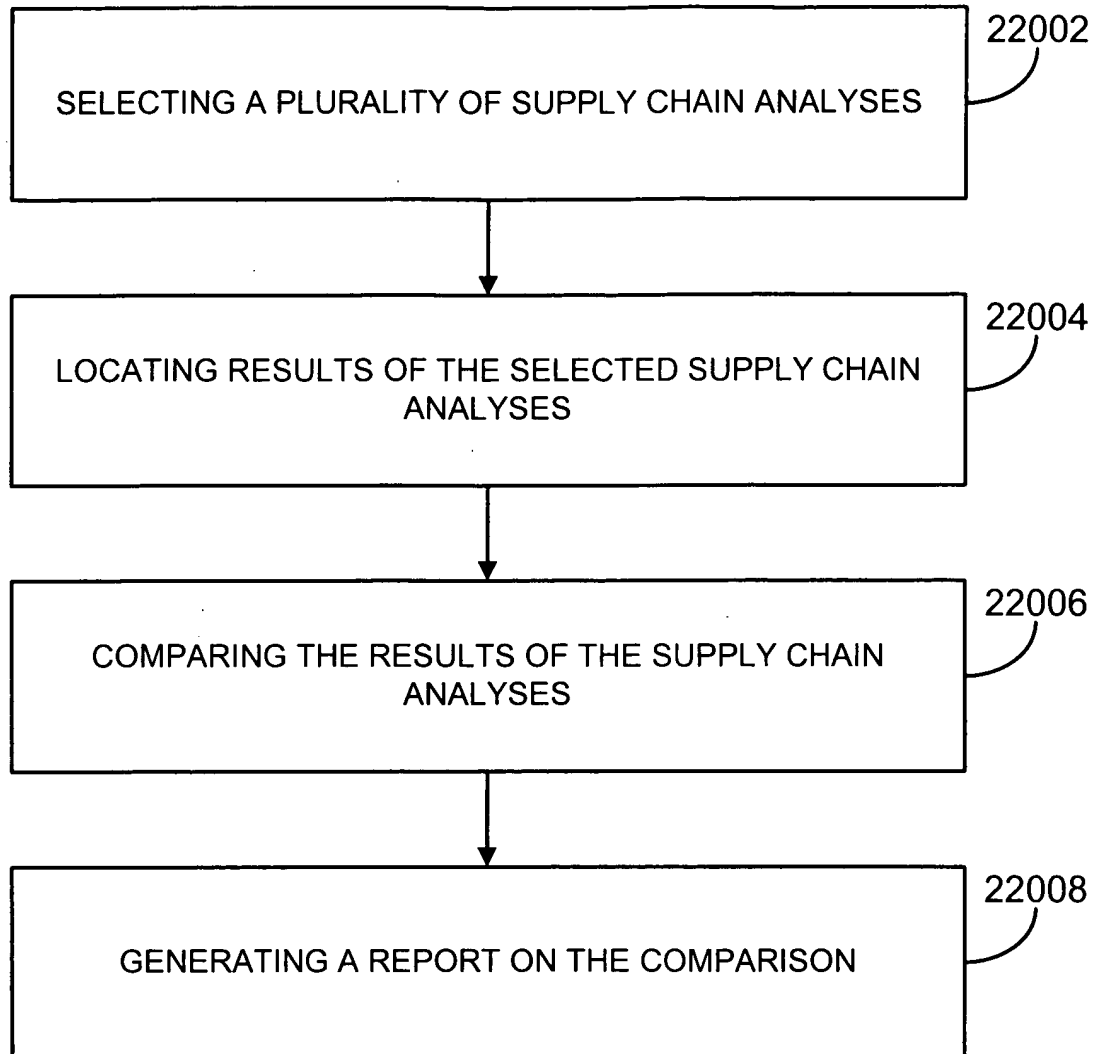 22002
SELECTING A PLURALITY OF SUPPLY CHAIN ANALYSES
22004
LOCATING RESULTS OF THE SELECTED SUPPLY CHAIN
ANALYSES
22006
COMPARING THE RESULTS OF THE SUPPLY CHAIN
ANALYSES
22008
GENERATING A REPORT ON THE COMPARISON